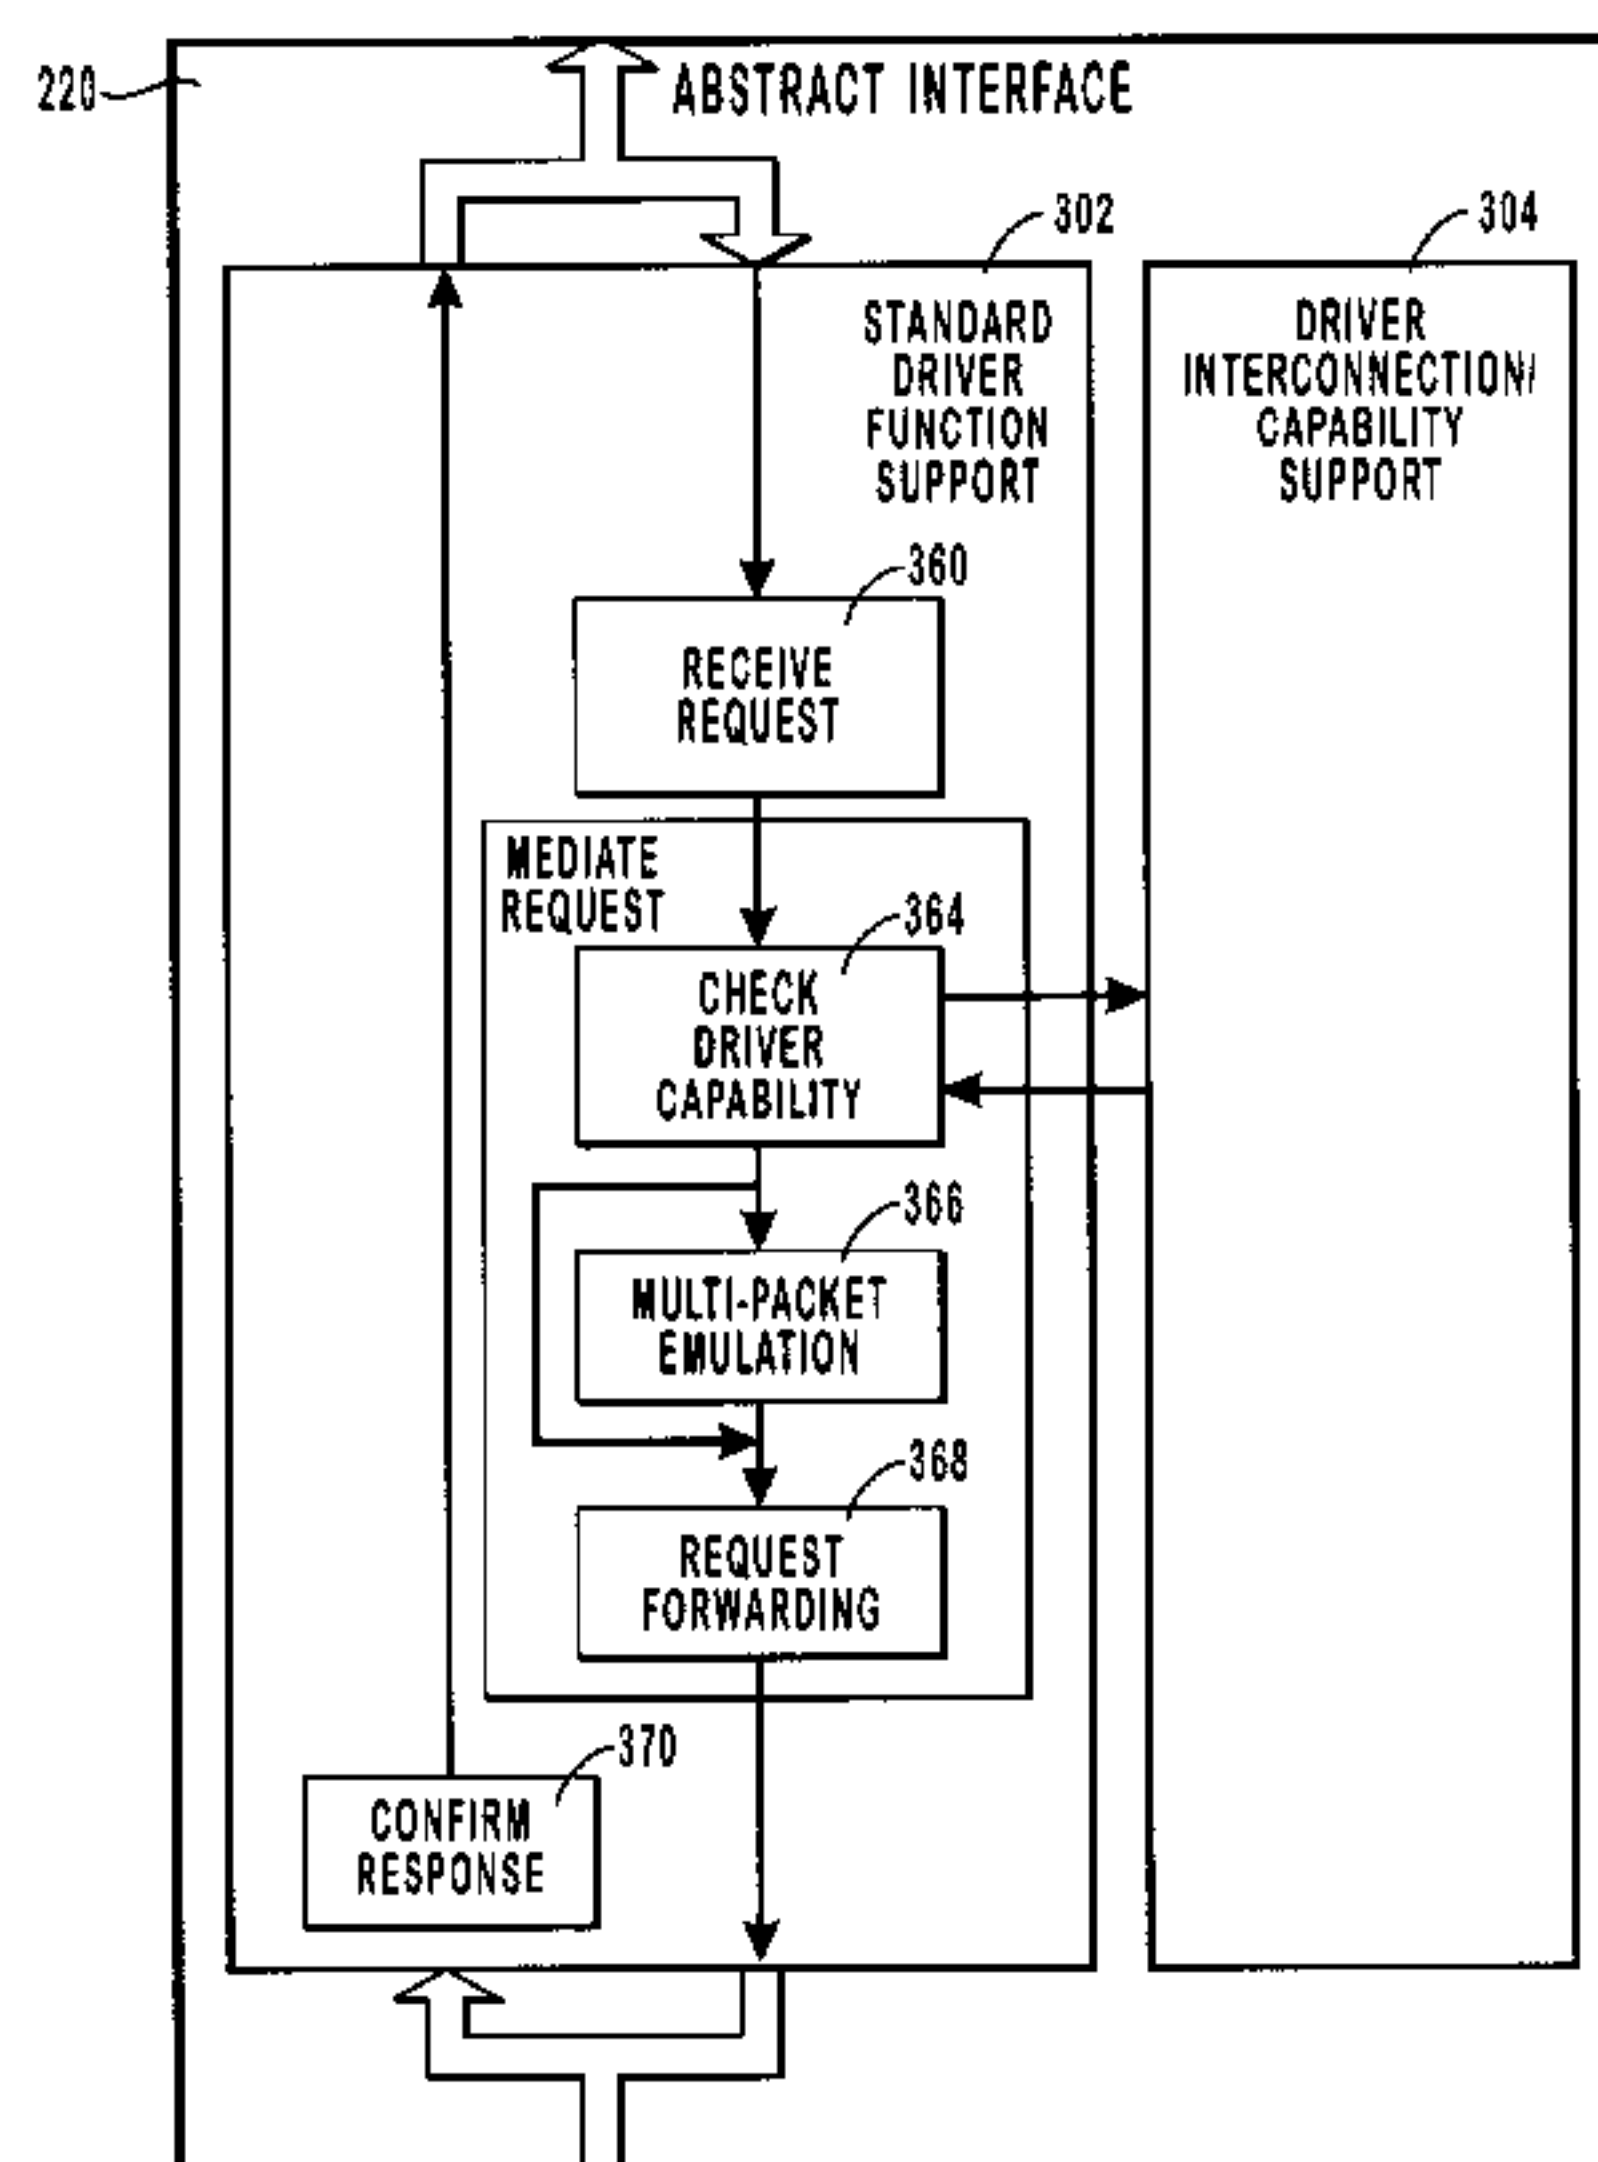 220
ABSTRACT INTERFACE
302
304
STANDARD
DRIVER
FUNCTION
SUPPORT
DRIVER
INTERCONNECTION/
CAPABILITY
SUPPORT
360
RECEIVE
REQUEST
MEDIATE
REQUEST
364
CHECK
DRIVER
CAPABILITY
366
MULTI-PACKET
EMULATION
368
REQUEST
FORWARDING
370
CONFIRM
RESPONSE